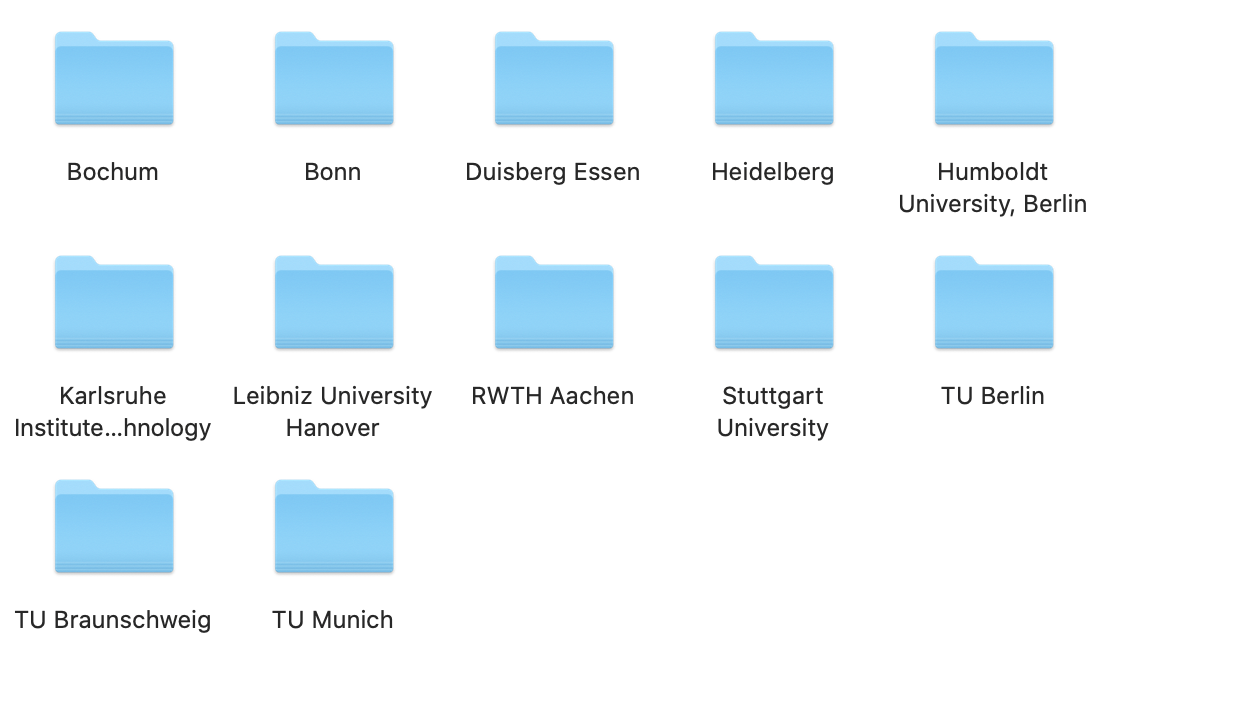 Bochum
Bonn
Duisberg Essen
Heidelberg
Humboldt
University, Berlin
Karlsruhe
Institute...hnology
Leibniz University
Hanover
RWTH Aachen
Stuttgart
University
TU Berlin
TU Braunschweig
TU Munich